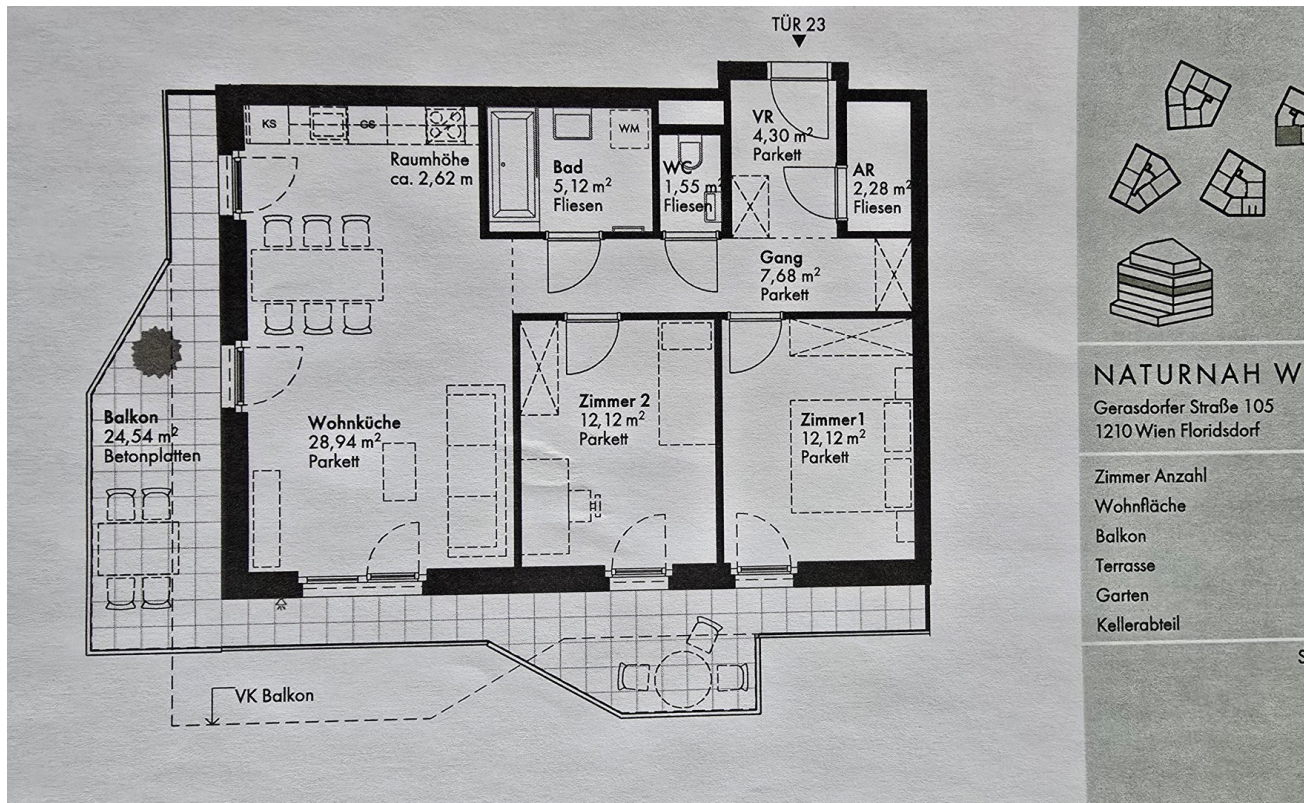 TÜR 23
KS
GS
Raumhöhe
ca. 2,62 m
Bad
5,12 m²
Fliesen
WM
WC
1,55 m²
Fliesen
VR
4,30 m²
Parkett
AR
2,28 m²
Fliesen
Gang
7,68 m²
Parkett
Balkon
24,54 m²
Betonplatten
Wohnküche
28,94 m²
Parkett
Zimmer 2
12,12 m²
Parkett
Zimmer1
12,12 m²
Parkett
VK Balkon
NATURNAH W
Gerasdorfer Straße 105
1210 Wien Floridsdorf
Zimmer Anzahl
Wohnfläche
Balkon
Terrasse
Garten
Kellerabteil
S